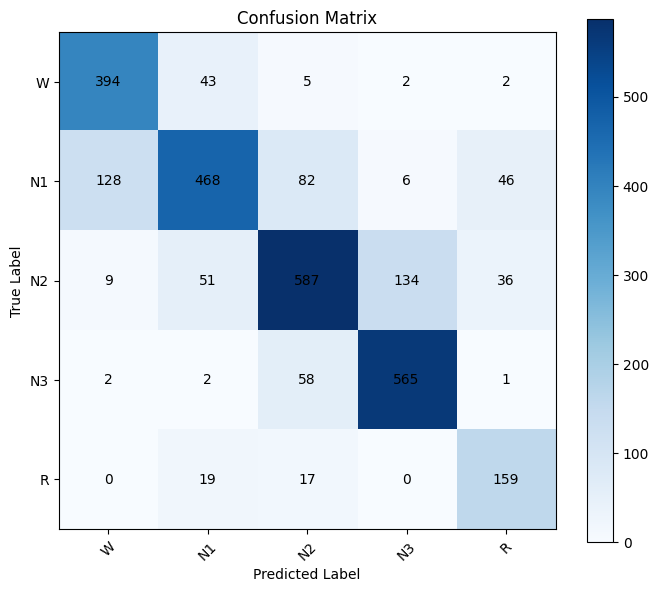 Confusion Matrix
W 394 43 5 2 2
N1 128 468 82 6 46
N2 9 51 587 134 36
N3 2 2 58 565 1
R 0 19 17 0 159
W N1 N2 N3 R
Predicted Label
True Label
500
400
300
200
100
0